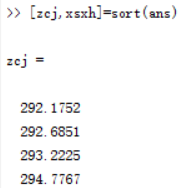 >> [zcj,xsxh]=sort(ans)
zcj =
292.1752
292.6851
293.2225
294.7767